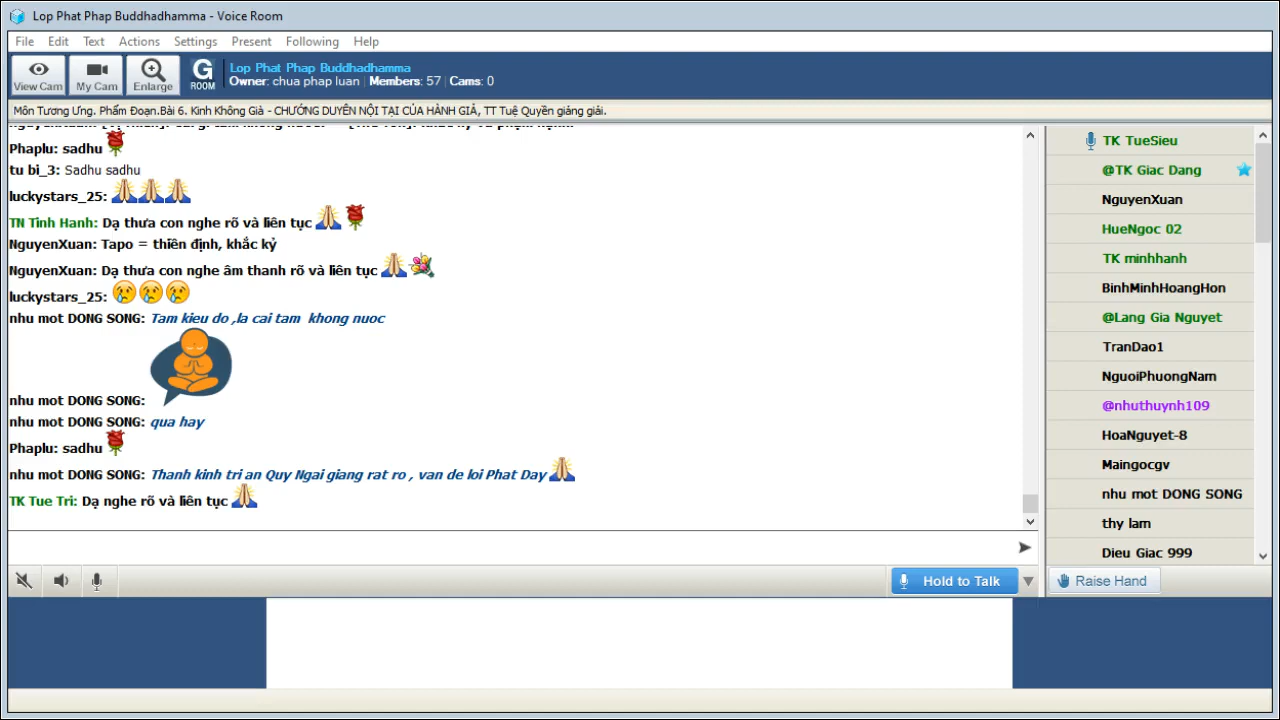 Lop Phat Phap Buddhadhamma - Voice Room
File Edit Text Actions Settings Present Following Help
View Cam
My Cam
Enlarge
G ROOM
Lop Phat Phap Buddhadhamma
Owner: chua phap luan | Members: 57 | Cams: 0
Môn Tương Ưng. Phẩm Đoạn.Bài 6. Kinh Không Già - CHƯỚNG DUYÊN NỘI TẠI CỦA HÀNH GIẢ, TT Tuệ Quyền giảng giải.
Phaplu: sadhu
tu bi_3: Sadhu sadhu
luckystars_25:
TN Tinh Hanh: Dạ thưa con nghe rõ và liên tục
NguyenXuan: Tapo = thiền định, khắc kỷ
NguyenXuan: Dạ thưa con nghe âm thanh rõ và liên tục
luckystars_25:
nhu mot DONG SONG: Tam kieu do ,la cai tam khong nuoc
nhu mot DONG SONG:
nhu mot DONG SONG: qua hay
Phaplu: sadhu
nhu mot DONG SONG: Thanh kinh tri an Quy Ngai giang rat ro , van de loi Phat Day
TK Tue Tri: Dạ nghe rõ và liên tục
TK TueSieu
@TK Giac Dang
NguyenXuan
HueNgoc 02
TK minhhanh
BinhMinhHoangHon
@Lang Gia Nguyet
TranDao1
NguoiPhuongNam
@nhuthuynh109
HoaNguyet-8
Maingocgv
nhu mot DONG SONG
thy lam
Dieu Giac 999
Hold to Talk
Raise Hand